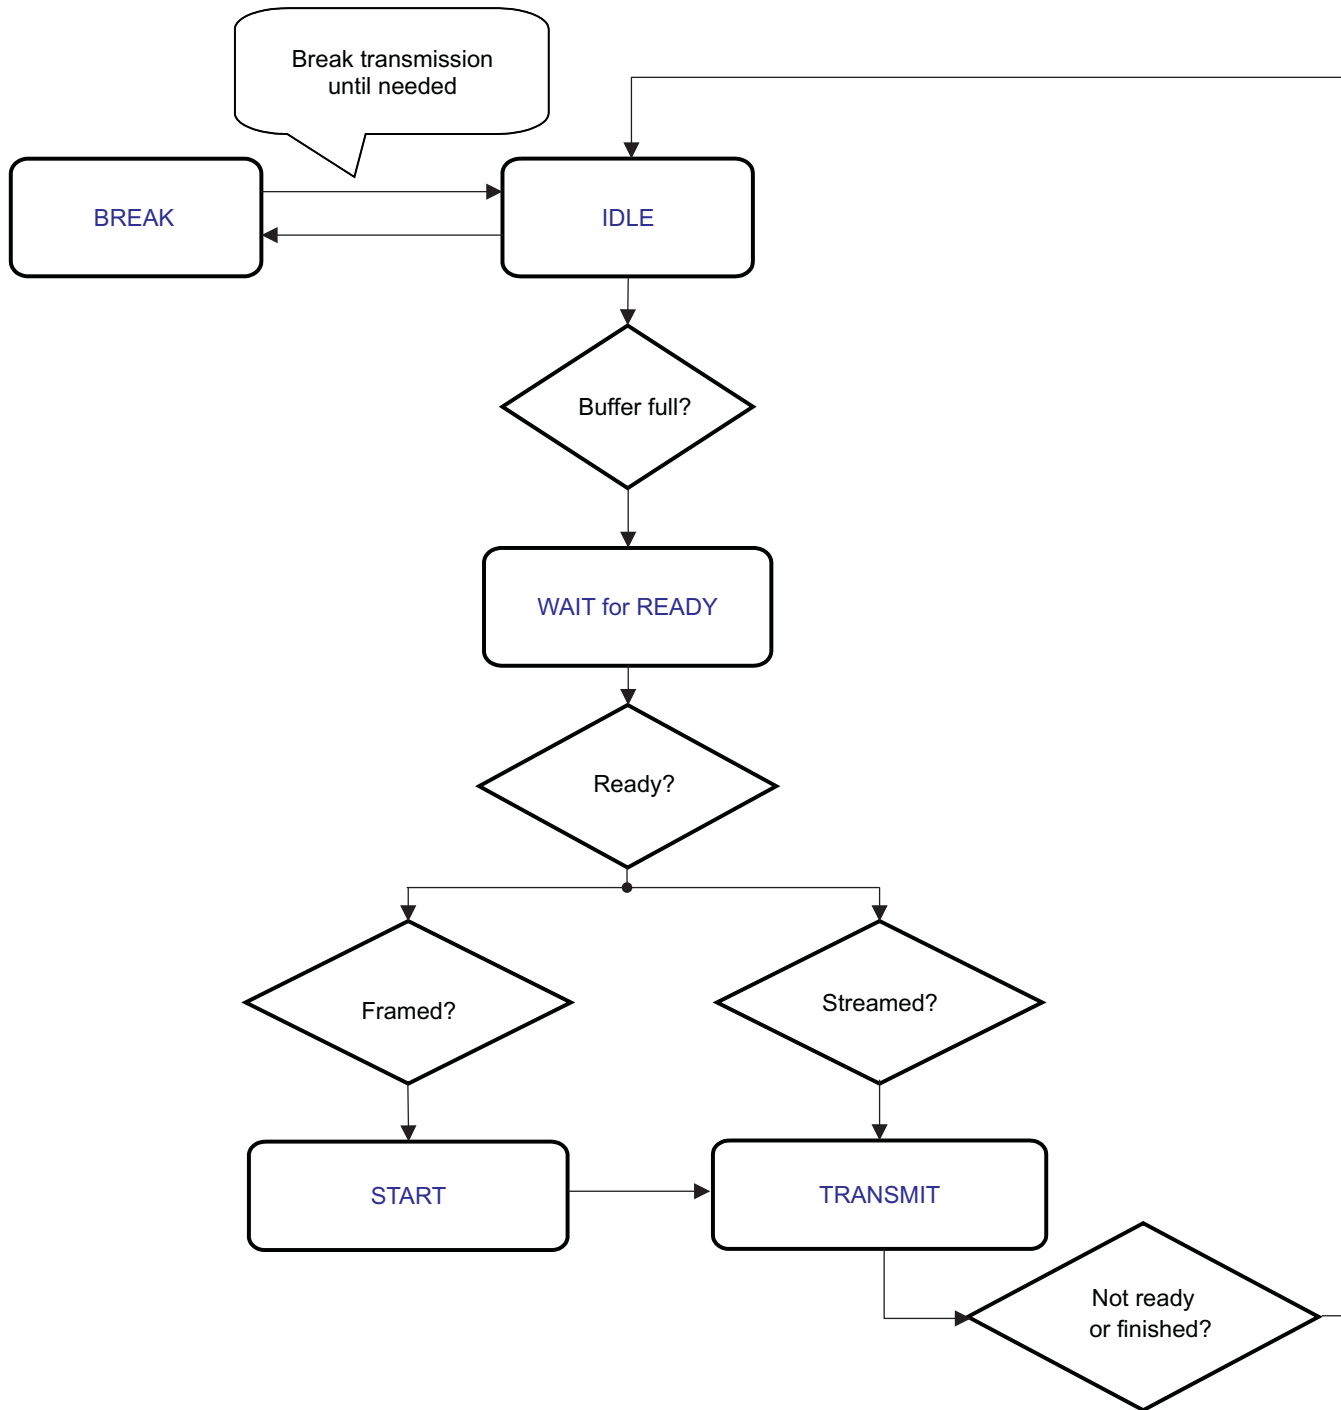 Break transmission
until needed
BREAK
IDLE
Buffer full?
WAIT for READY
Ready?
Framed?
Streamed?
START
TRANSMIT
Not ready
or finished?